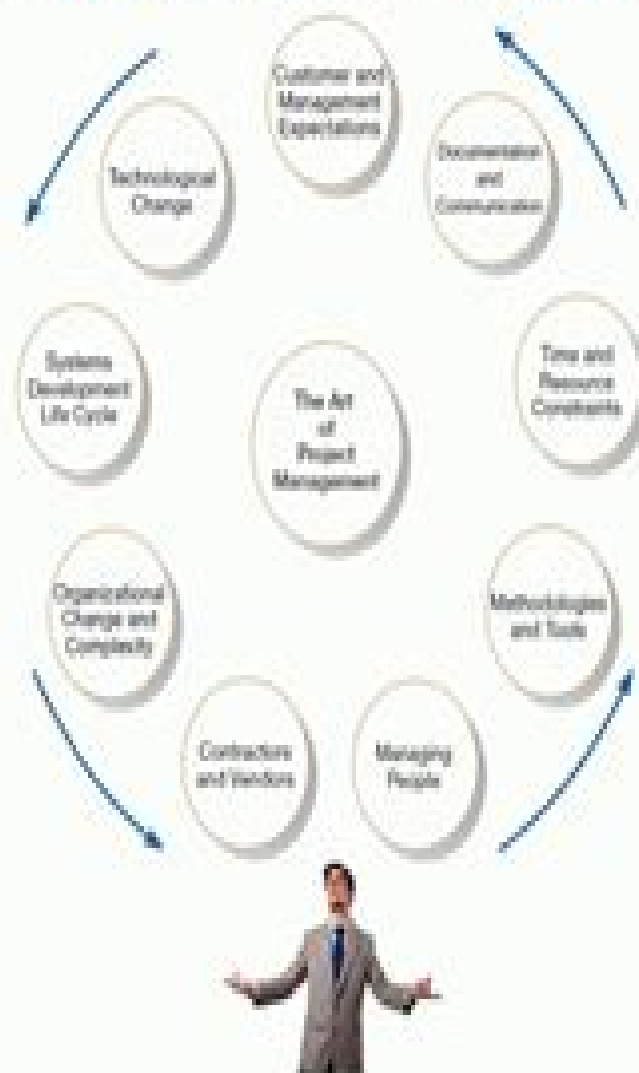 Customer and
Management
Expectations
Technological
Change
Documentation
and
Communication
Systems
Development
Life Cycle
The Art
of
Project
Management
Time and
Resource
Constraints
Organizational
Change and
Complexity
Methodologies
and Tools
Contractors
and Vendors
Managing
People